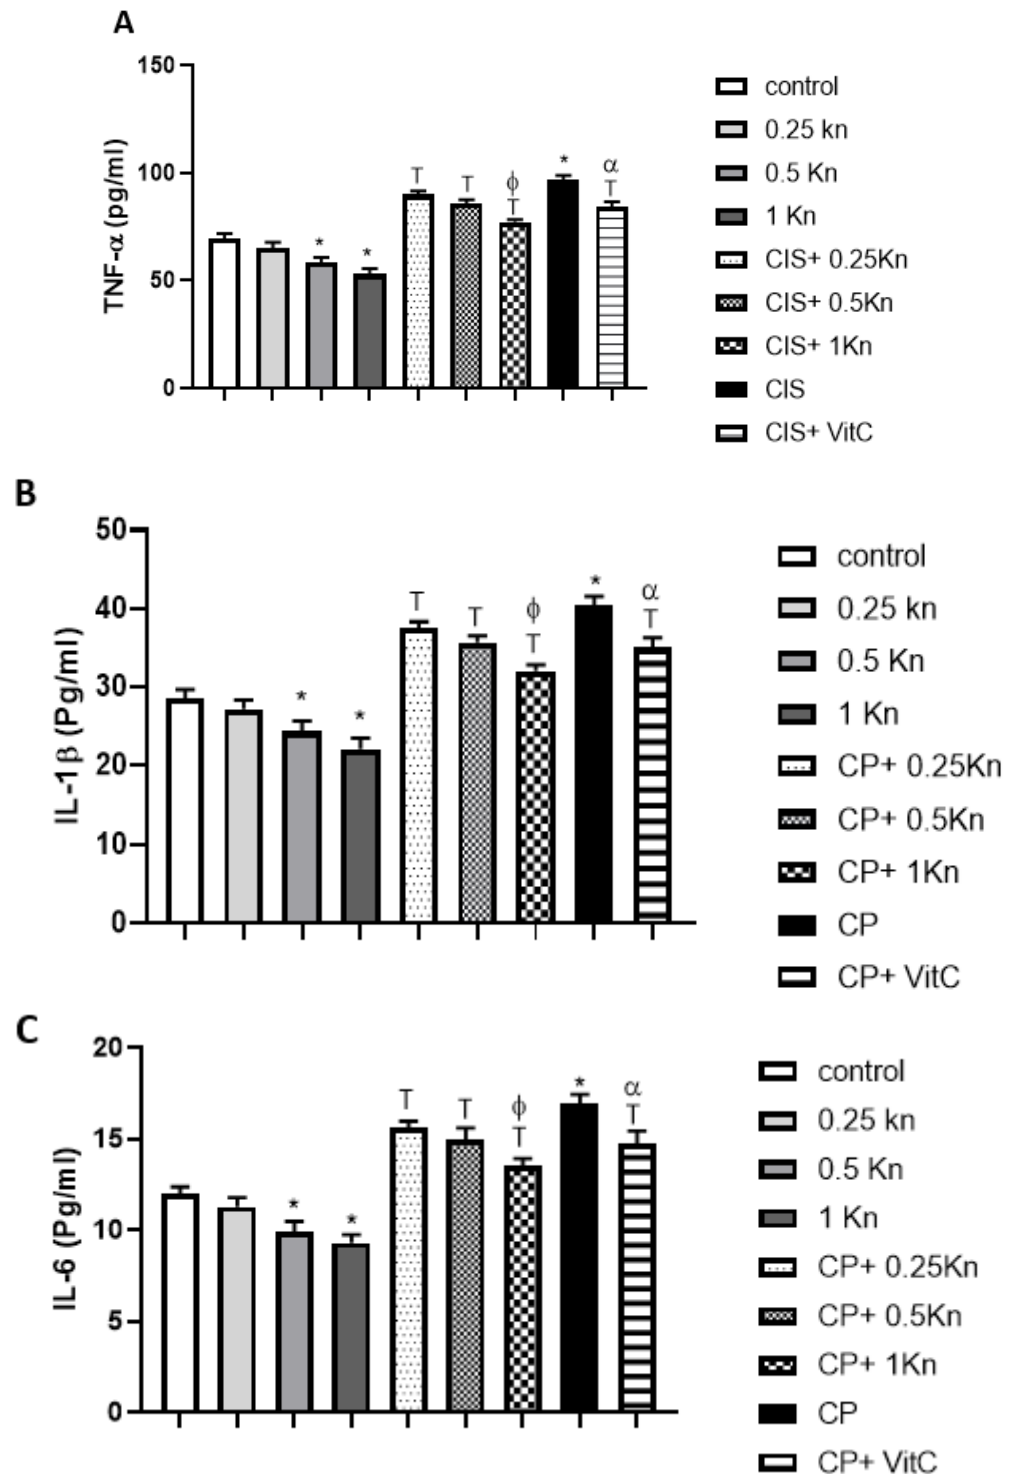 A
150
100
50
0
TNF-α (pg/ml)
* * T T ϕ T * α T
control
0.25 kn
0.5 Kn
1 Kn
CIS+ 0.25Kn
CIS+ 0.5Kn
CIS+ 1Kn
CIS
CIS+ VitC
B
50
40
30
20
10
0
IL-1β (Pg/ml)
* * T T ϕ T * α T
control
0.25 kn
0.5 Kn
1 Kn
CP+ 0.25Kn
CP+ 0.5Kn
CP+ 1Kn
CP
CP+ VitC
C
20
15
10
5
0
IL-6 (Pg/ml)
* * T T ϕ T * α T
control
0.25 kn
0.5 Kn
1 Kn
CP+ 0.25Kn
CP+ 0.5Kn
CP+ 1Kn
CP
CP+ VitC